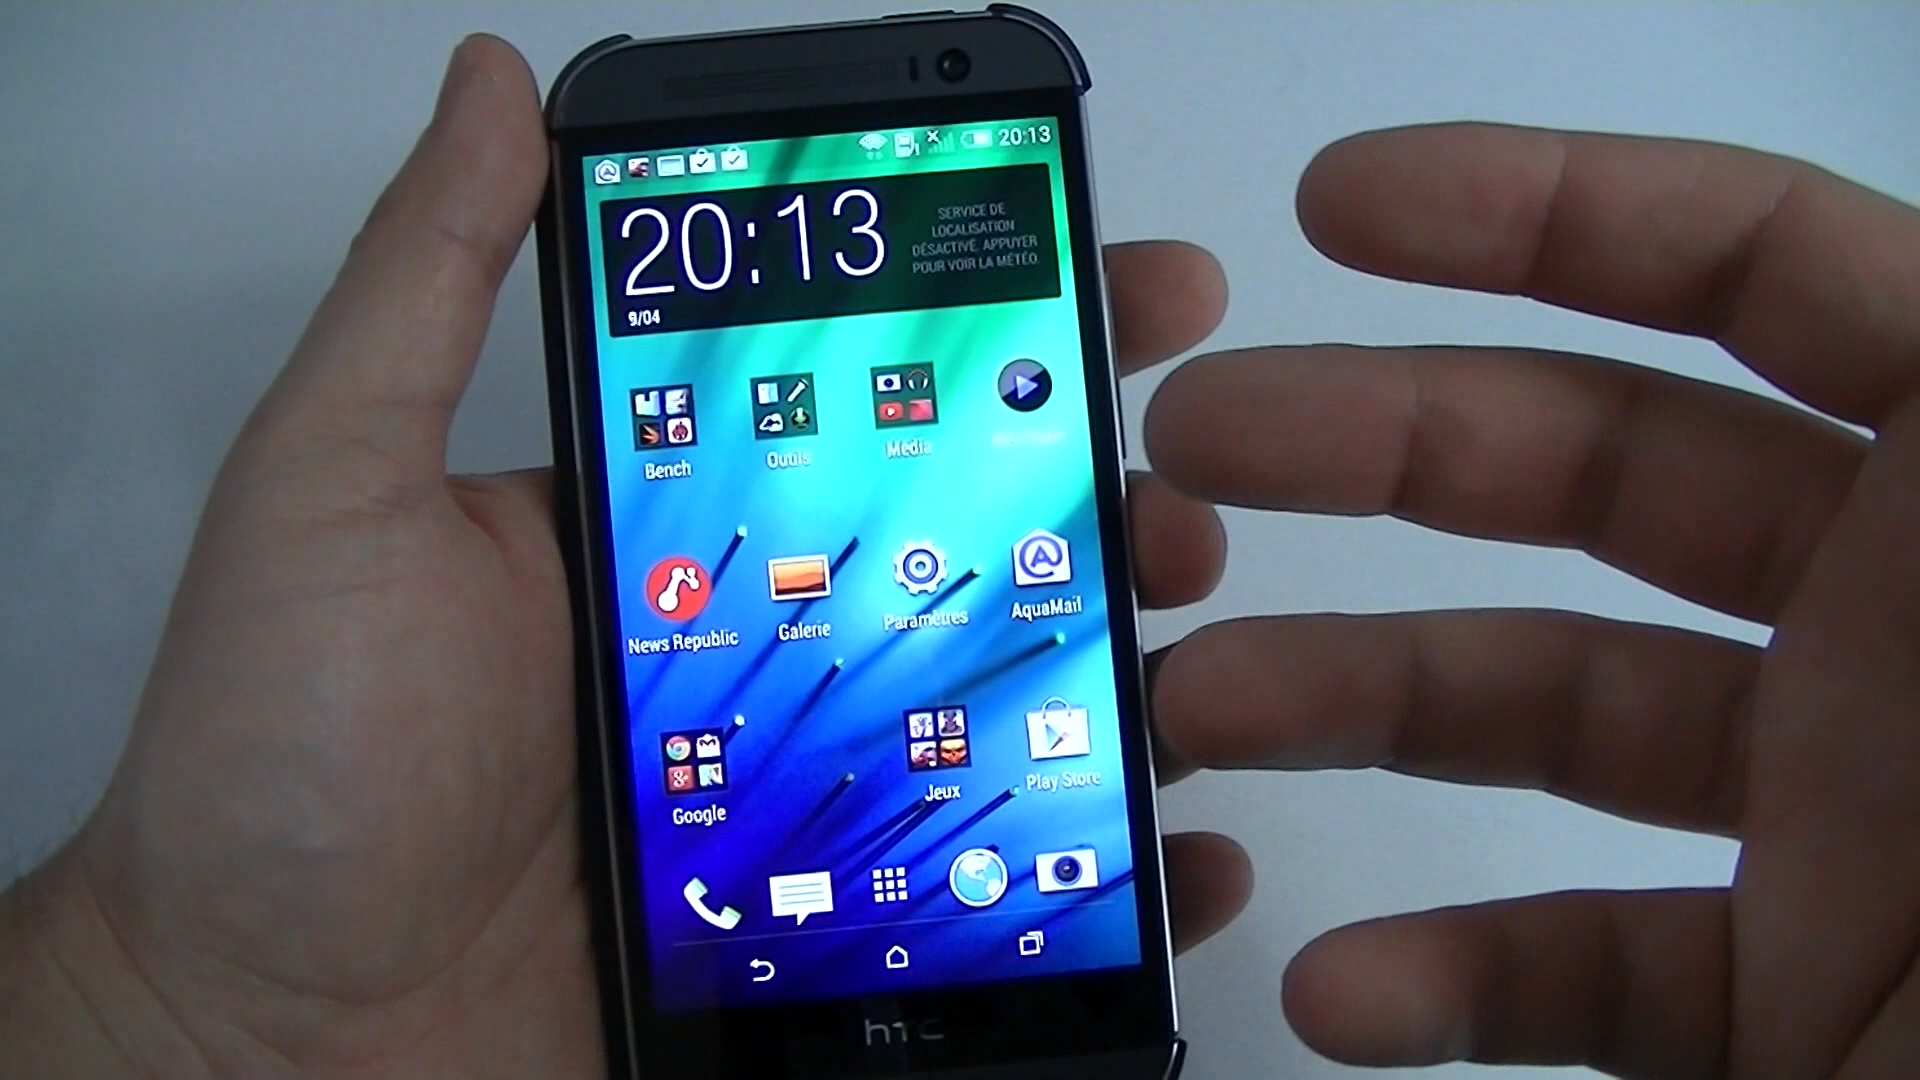 20:13
20:13
SERVICE DE
LOCALISATION
DÉSACTIVÉ. APPUYER
POUR VOIR LA MÉTÉO.
9/04
Bench
Outils
Média
News Republic
Galerie
Paramètres
AquaMail
Google
Jeux
Play Store
hTC